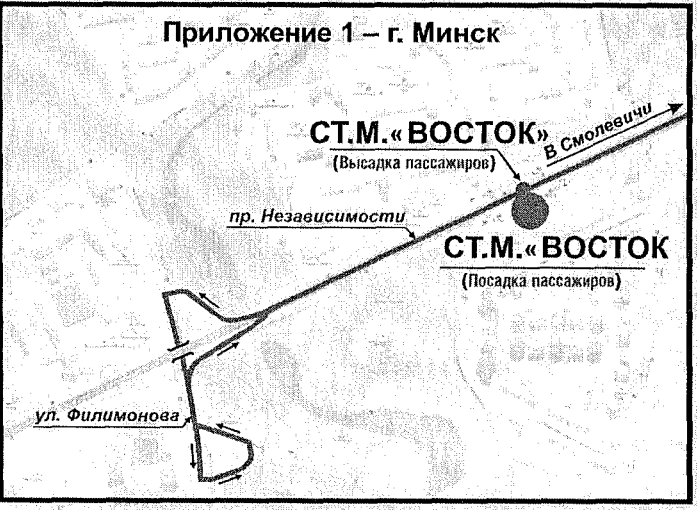 Приложение 1 – г. Минск
В Смолевичи
СТ.М.« ВОСТОК»
(Высадка пассажиров)
пр. Независимости
СТ.М.«ВОСТОК
(Посадка пассажиров)
ул. Филимонова